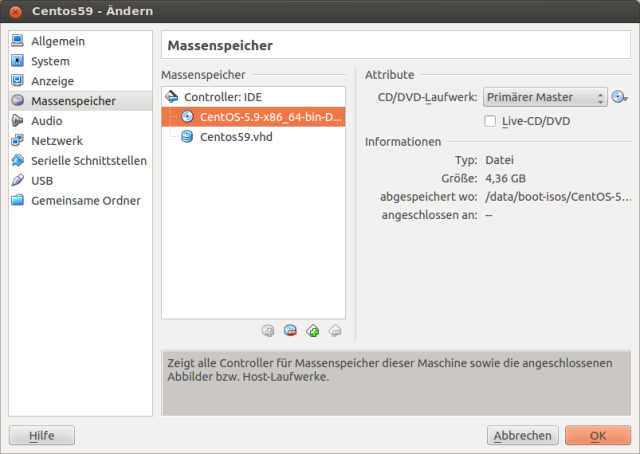 Centos59 - Ändern
Allgemein
System
Anzeige
Massenspeicher
Audio
Netzwerk
Serielle Schnittstellen
USB
Gemeinsame Ordner
Massenspeicher
Massenspeicher
Controller: IDE
CentOS-5.9-x86_64-bin-D...
Centos59.vhd
Attribute
CD/DVD-Laufwerk: Primärer Master
Live-CD/DVD
Informationen
Typ: Datei
Größe: 4,36 GB
abgespeichert wo: /data/boot-isos/CentOS-5...
angeschlossen an: --
Zeigt alle Controller für Massenspeicher dieser Maschine sowie die angeschlossenen
Abbilder bzw. Host-Laufwerke.
Hilfe
Abbrechen
OK